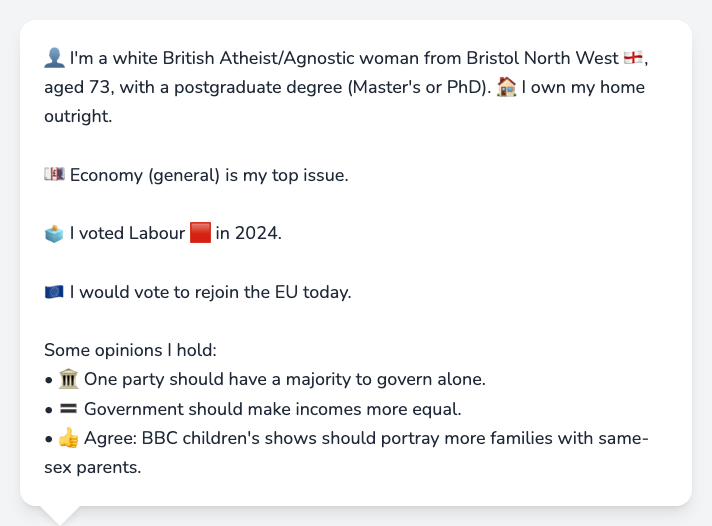 👤 I'm a white British Atheist/Agnostic woman from Bristol North West 🏴󠁧󠁢󠁥󠁮󠁧󠁿,
aged 73, with a postgraduate degree (Master's or PhD). 🏠 I own my home
outright.
💷 Economy (general) is my top issue.
🗳️ I voted Labour 🟥 in 2024.
🇪🇺 I would vote to rejoin the EU today.
Some opinions I hold:
• 🏛️ One party should have a majority to govern alone.
• 🟰 Government should make incomes more equal.
• 👍 Agree: BBC children's shows should portray more families with same-
sex parents.